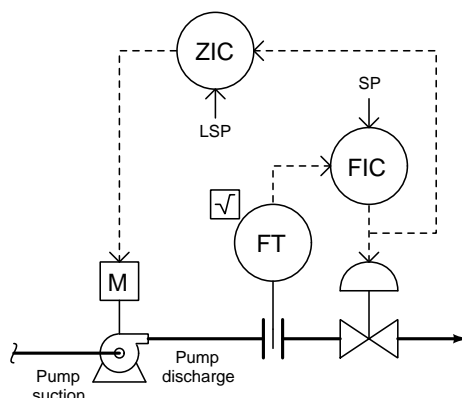 ZIC
LSP
SP
FIC
√
FT
M
Pump
suction
Pump
discharge